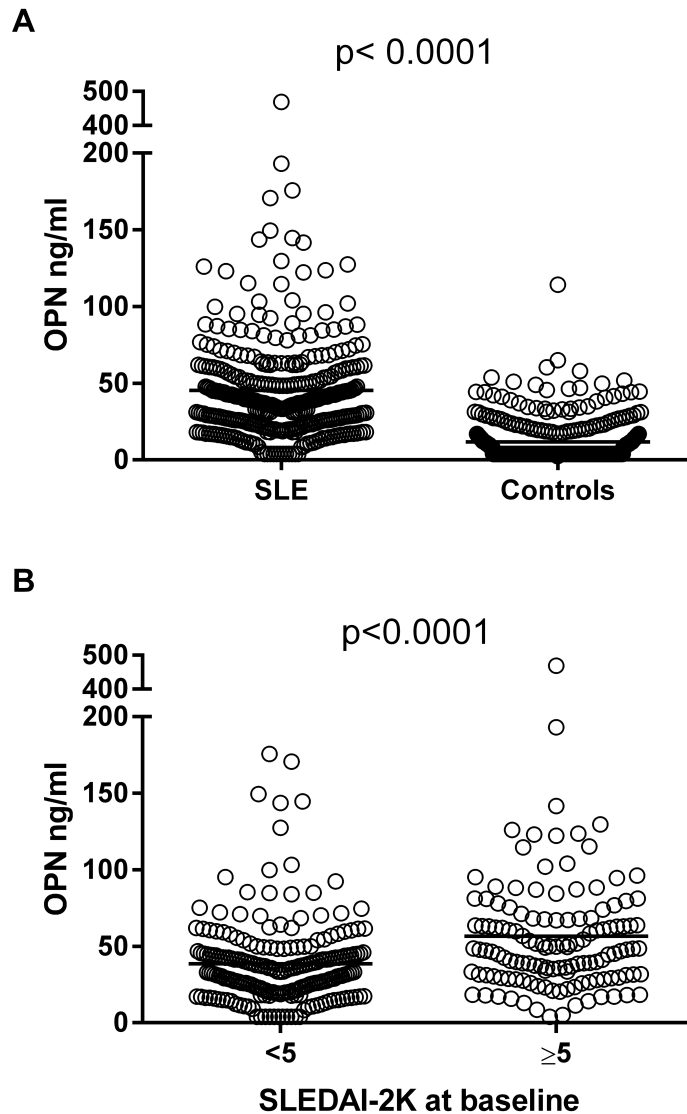 A
p< 0.0001
500
400
200
150
100
50
0
OPN ng/ml
SLE Controls
B
p<0.0001
500
400
200
150
100
50
0
OPN ng/ml
<5 ≥5
SLEDAI-2K at baseline